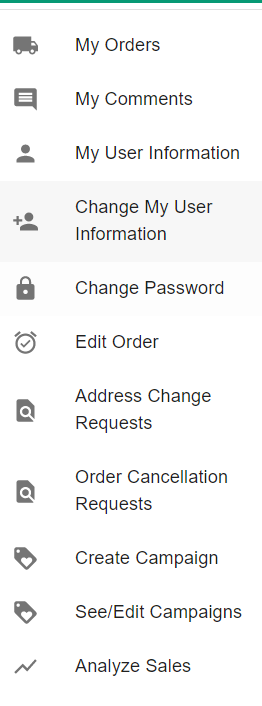 My Orders
My Comments
My User Information
Change My User
Information
Change Password
Edit Order
Address Change
Requests
Order Cancellation
Requests
Create Campaign
See/Edit Campaigns
Analyze Sales